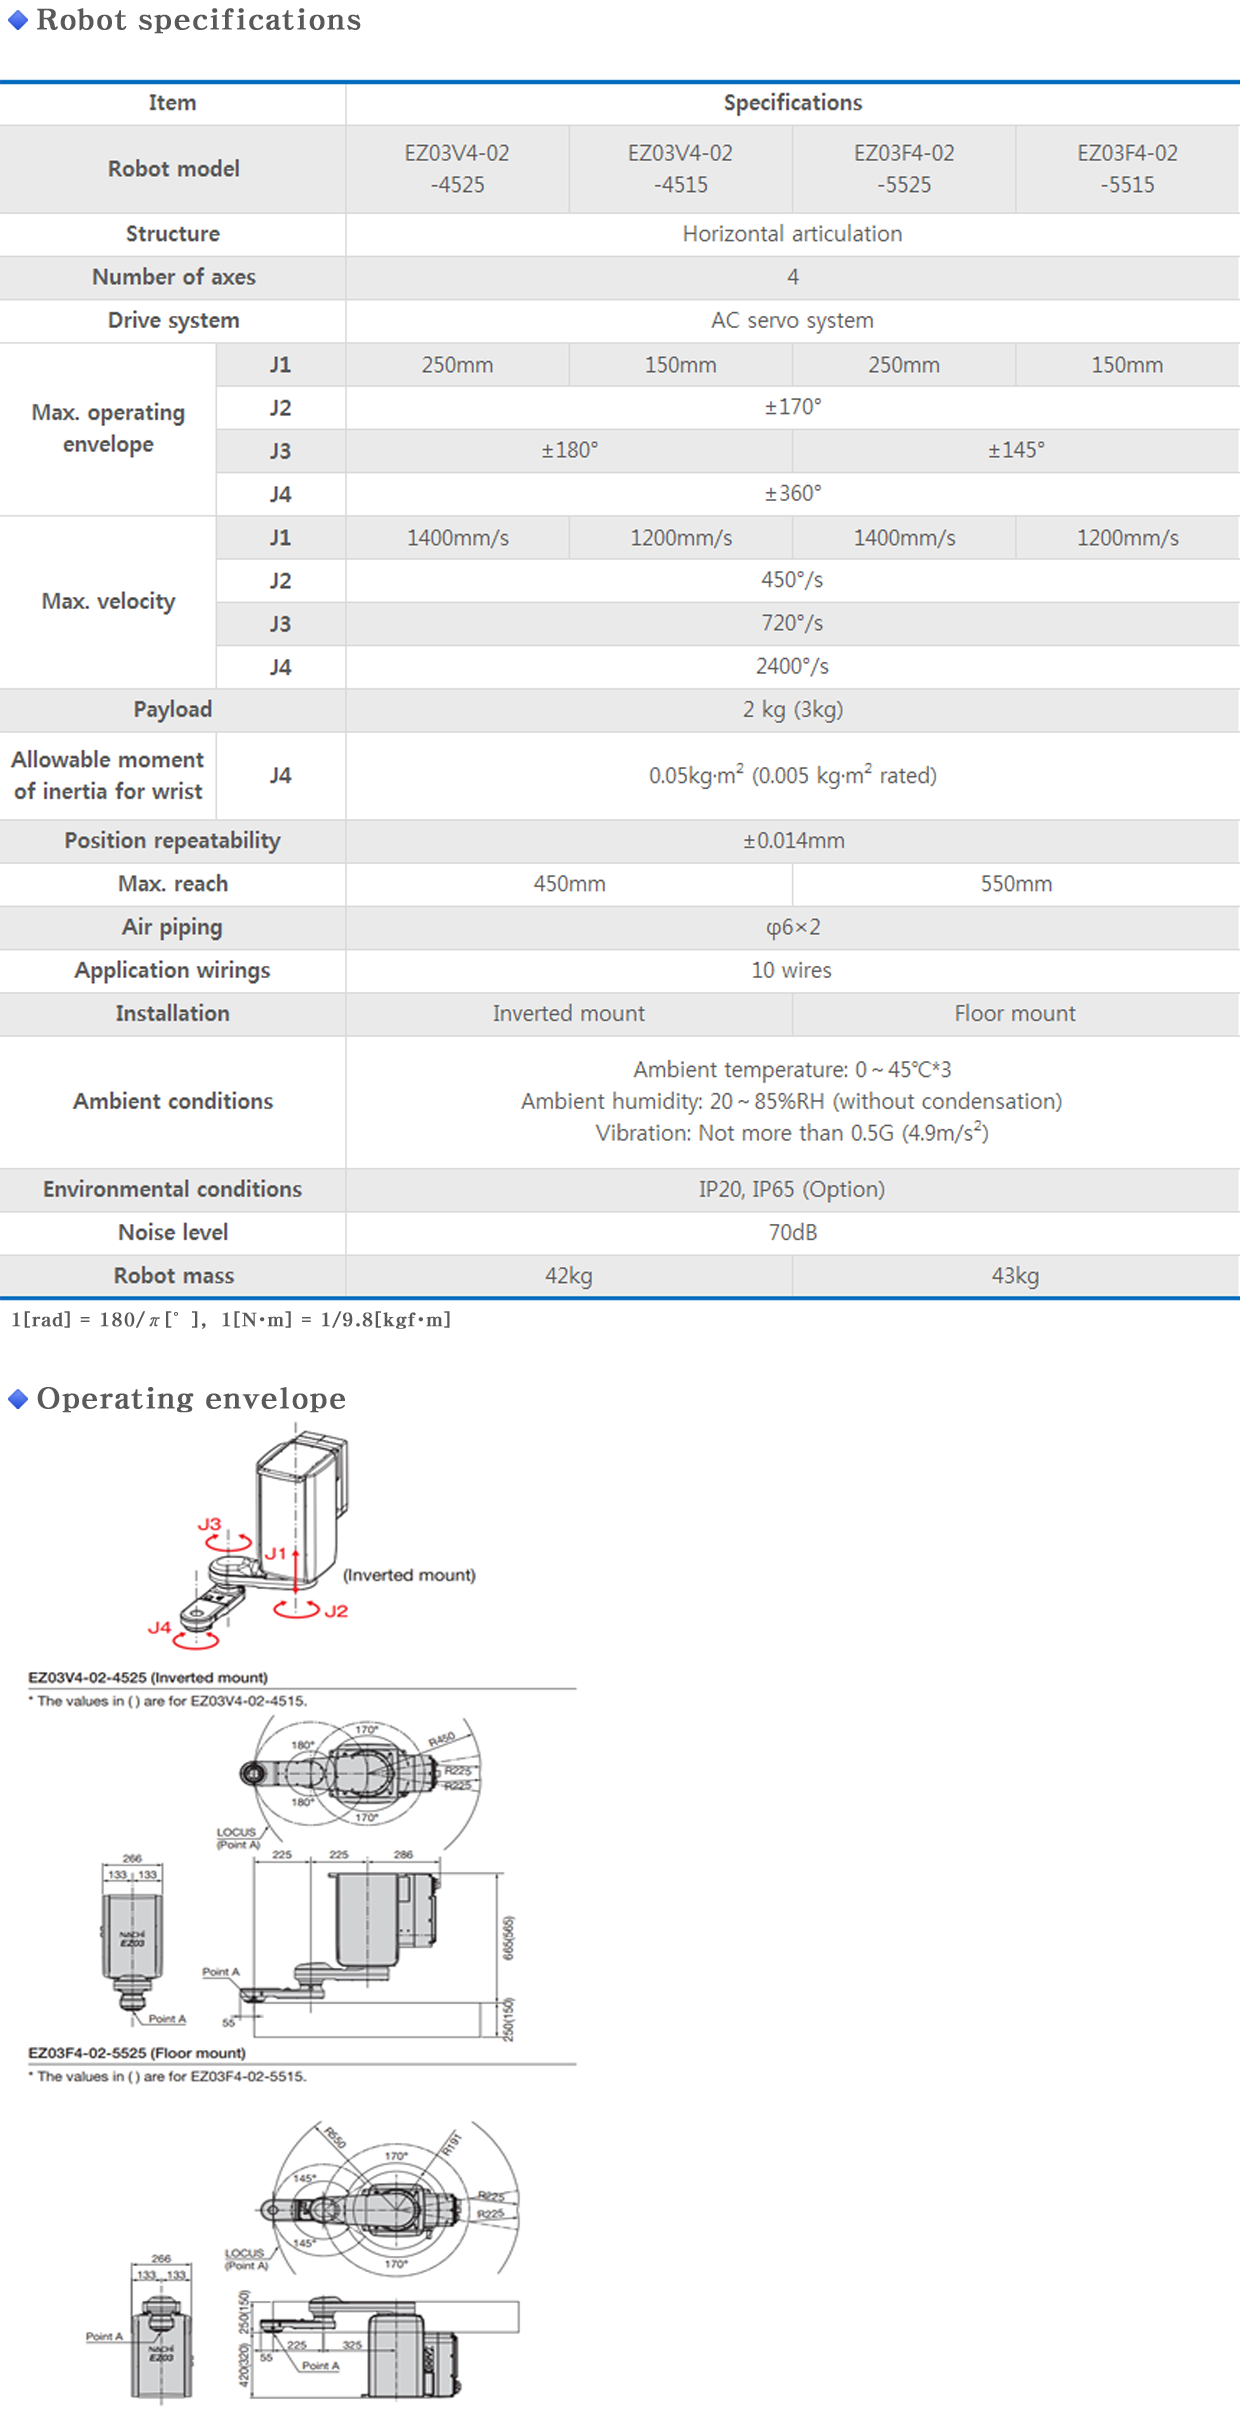 Robot specifications
Item Specifications
Robot model EZ03V4-02 -4525 EZ03V4-02 -4515 EZ03F4-02 -5525 EZ03F4-02 -5515
Structure Horizontal articulation
Number of axes 4
Drive system AC servo system
Max. operating envelope J1 250mm 150mm 250mm 150mm
J2 ±170°
J3 ±180° ±145°
J4 ±360°
Max. velocity J1 1400mm/s 1200mm/s 1400mm/s 1200mm/s
J2 450°/s
J3 720°/s
J4 2400°/s
Payload 2 kg (3kg)
Allowable moment of inertia for wrist J4 0.05kg·m² (0.005 kg·m² rated)
Position repeatability ±0.014mm
Max. reach 450mm 550mm
Air piping φ6×2
Application wirings 10 wires
Installation Inverted mount Floor mount
Ambient conditions
Ambient temperature: 0 ~ 45℃*3
Ambient humidity: 20 ~ 85%RH (without condensation)
Vibration: Not more than 0.5G (4.9m/s²)
Environmental conditions IP20, IP65 (Option)
Noise level 70dB
Robot mass 42kg 43kg
1[rad] = 180/π[° ], 1[N·m] = 1/9.8[kgf·m]
Operating envelope
J3
J1
(Inverted mount)
J2
J4
EZ03V4-02-4525 (Inverted mount)
* The values in ( ) are for EZ03V4-02-4515.
170°
R450
180°
R225
R225
180°
170°
LOCUS
(Point A)
225 225 286
266
133 133
NACHi
EZ03
Point A
Point A
55
665(565)
250(150)
EZ03F4-02-5525 (Floor mount)
* The values in ( ) are for EZ03F4-02-5515.
R550
R191
170°
145°
R225
R225
145°
170°
LOCUS
(Point A)
266
133 133
Point A
NACHi
EZ03
250(150)
420(320)
225 325
55
Point A